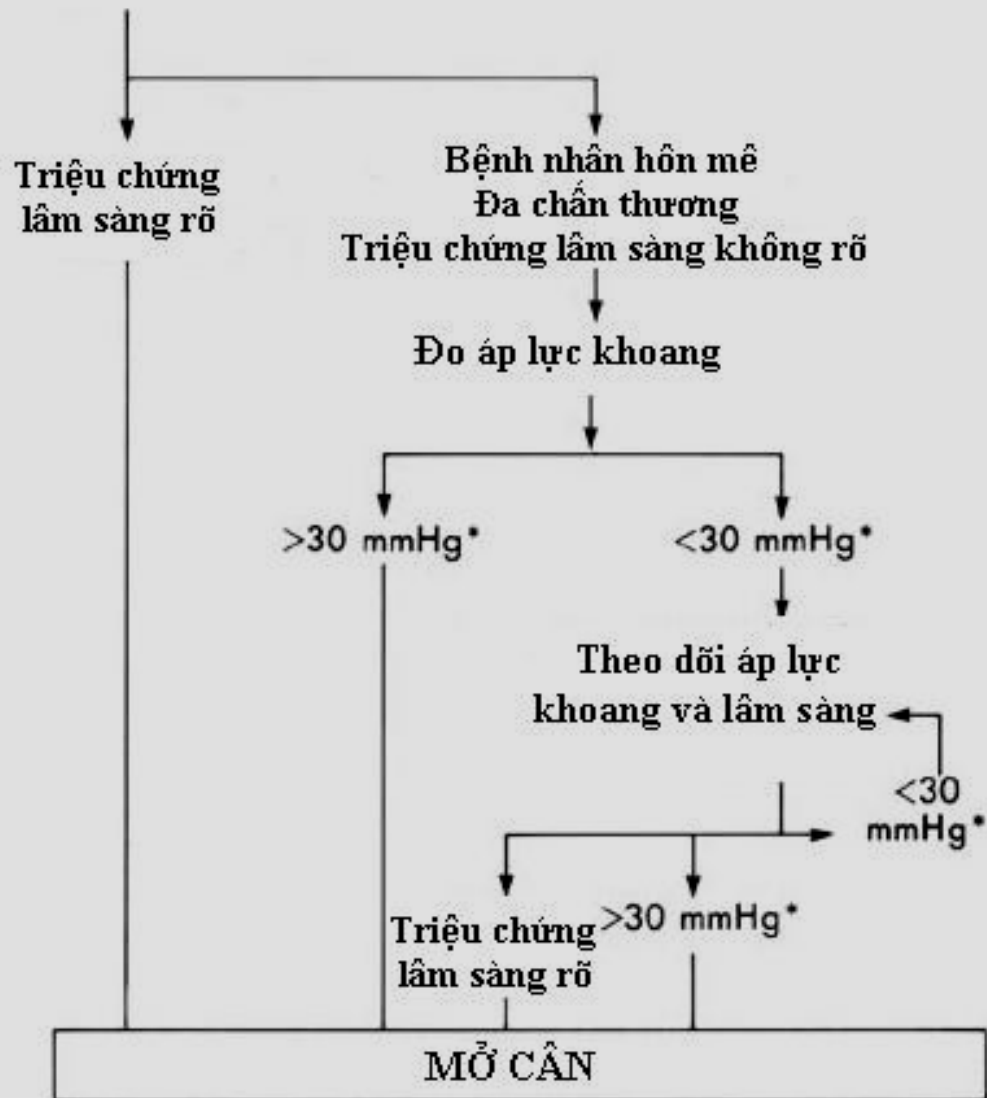 Triệu chứng
lâm sàng rõ
Bệnh nhân hôn mê
Đa chấn thương
Triệu chứng lâm sàng không rõ
Đo áp lực khoang
>30 mmHg*
<30 mmHg*
Theo dõi áp lực
khoang và lâm sàng
<30
mmHg*
Triệu chứng
lâm sàng rõ
>30 mmHg*
MỞ CÂN